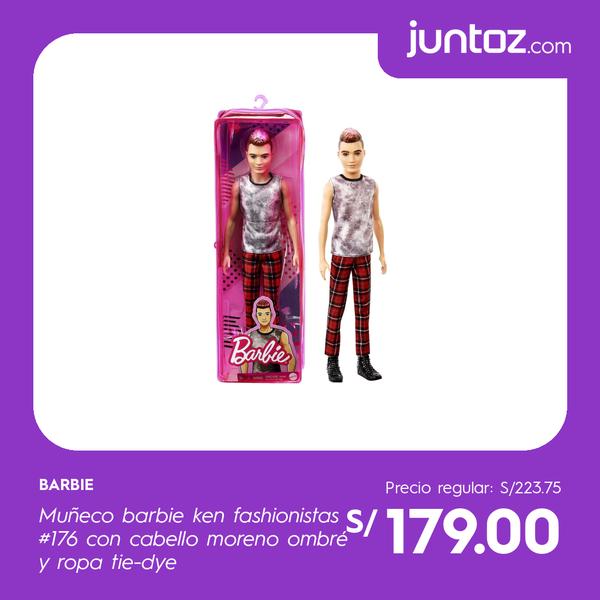 juntoz.com
Barbie
BARBIE
Muñeco barbie ken fashionistas
#176 con cabello moreno ombré
y ropa tie-dye
Precio regular: S/223.75
S/179.00